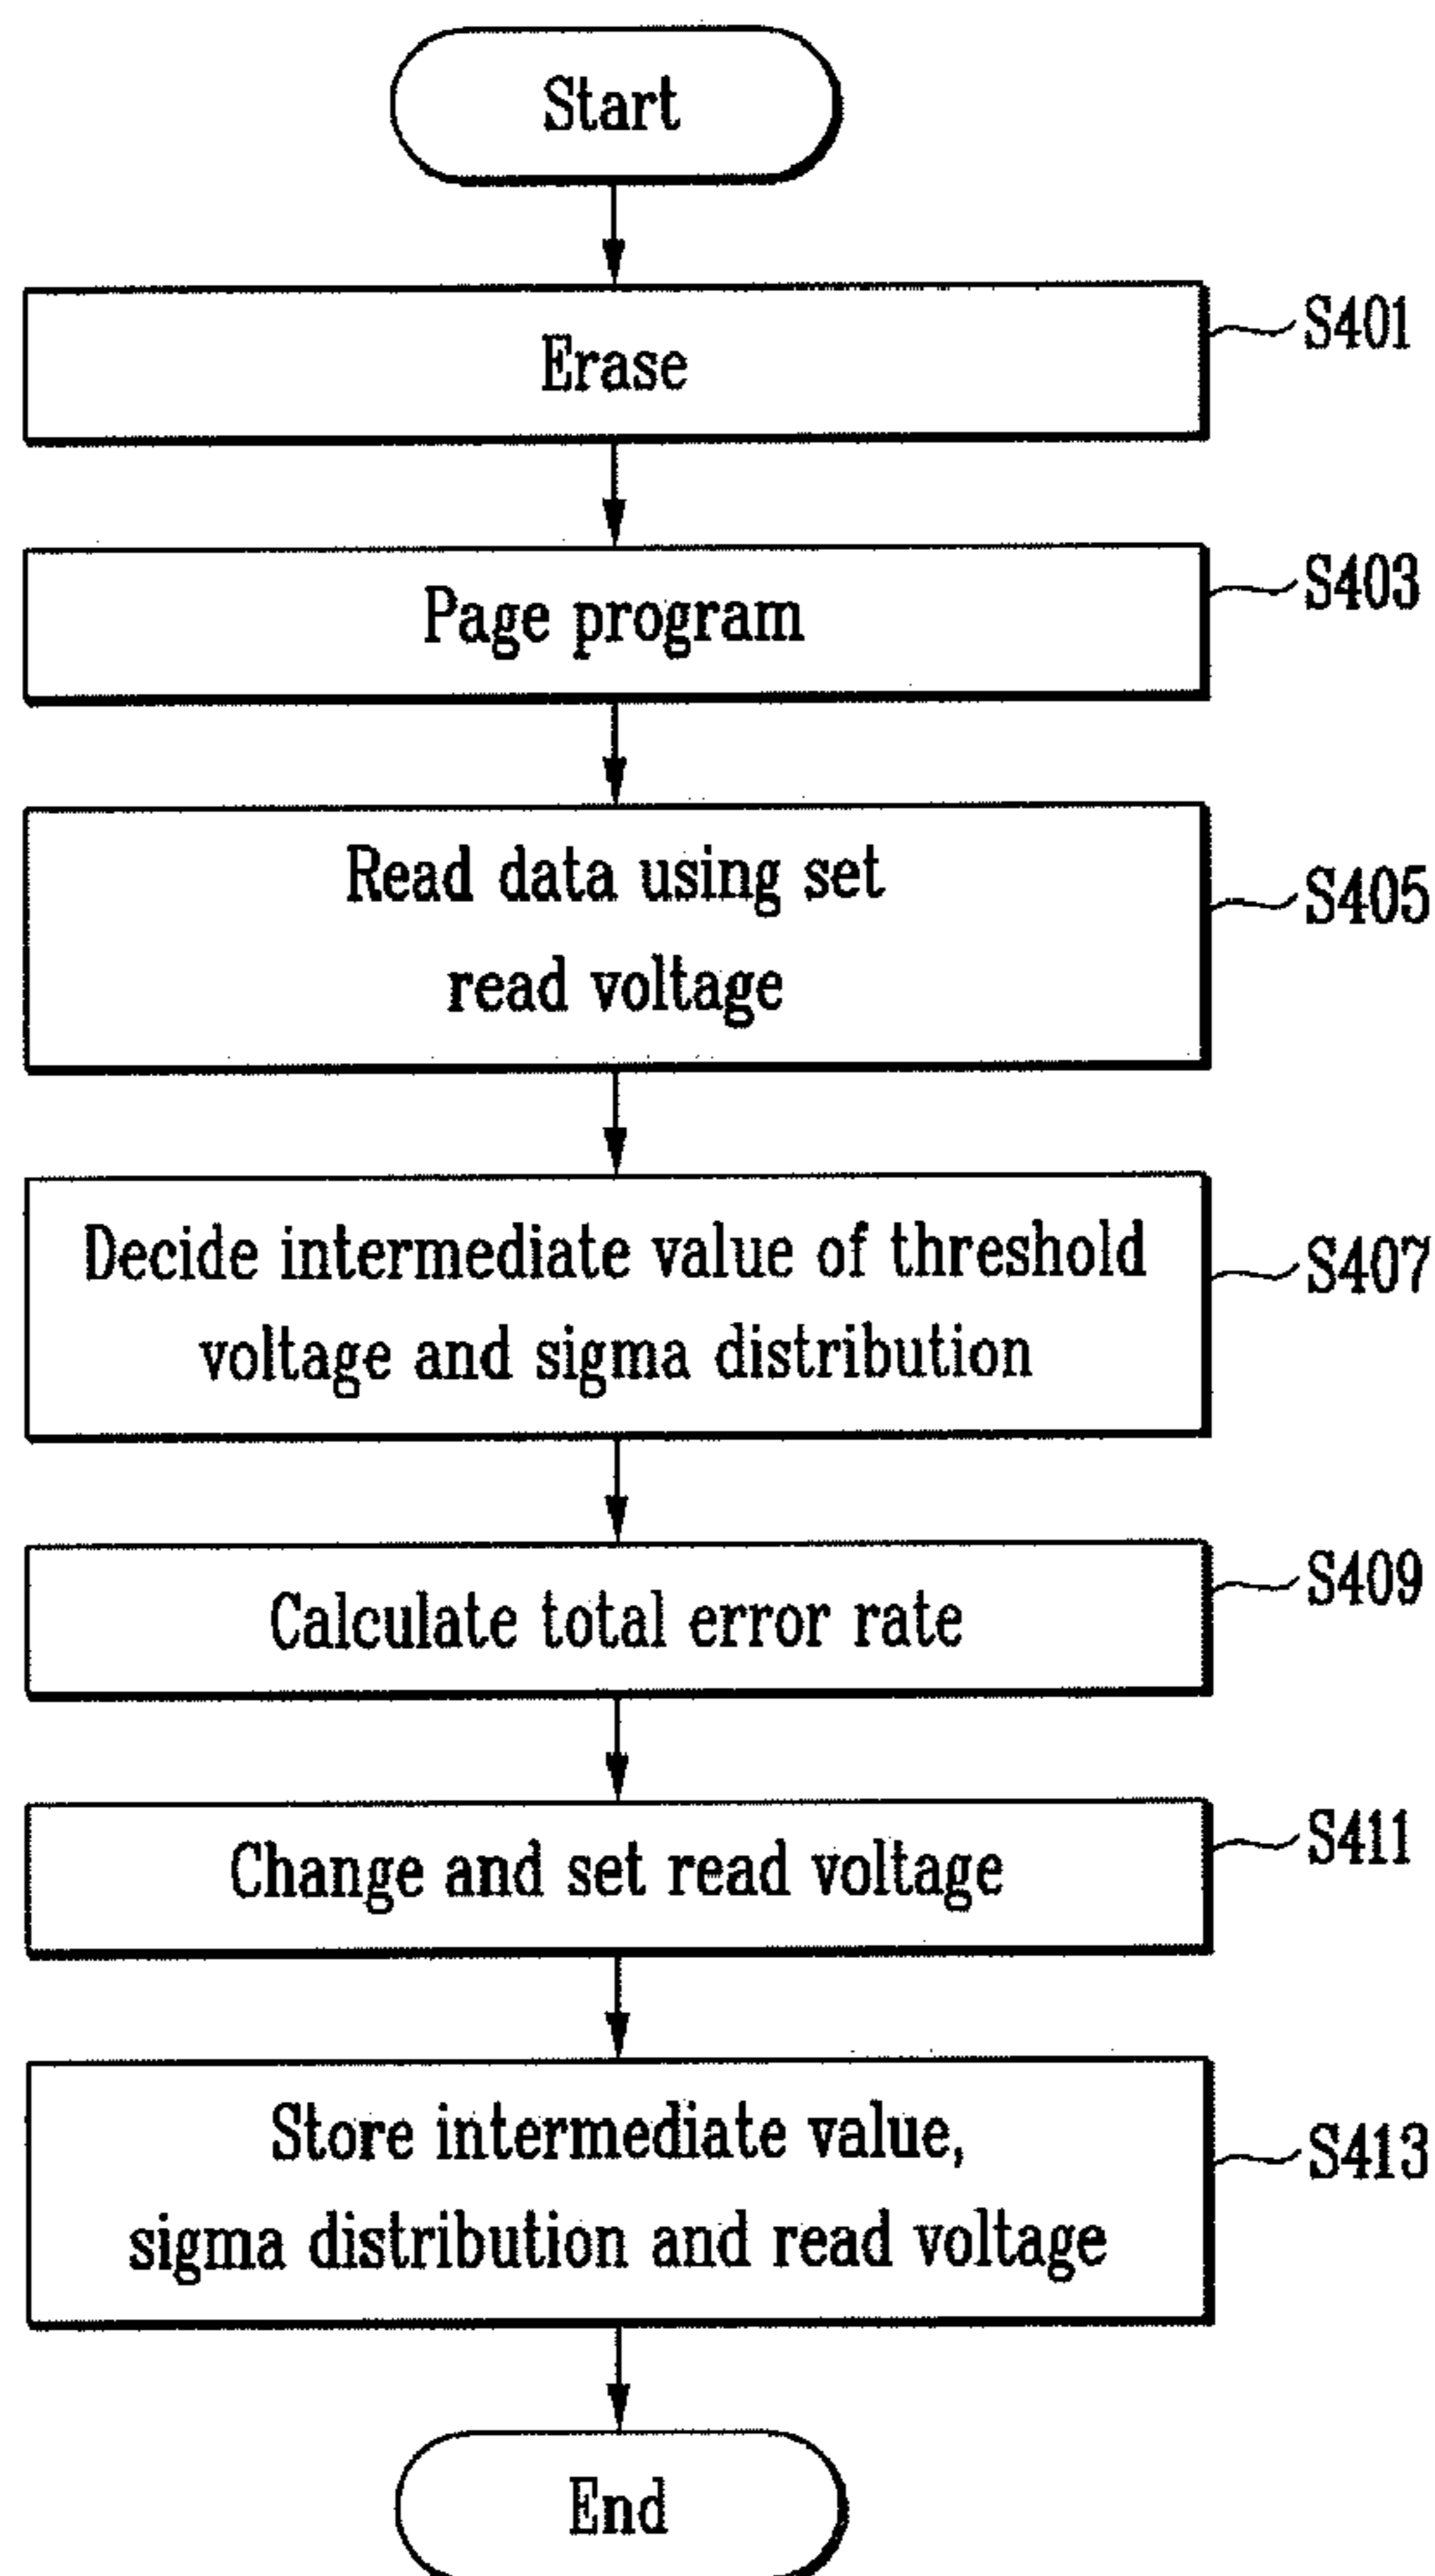 Start
Erase
S401
Page program
S403
Read data using set
read voltage
S405
Decide intermediate value of threshold
voltage and sigma distribution
S407
Calculate total error rate
S409
Change and set read voltage
S411
Store intermediate value,
sigma distribution and read voltage
S413
End